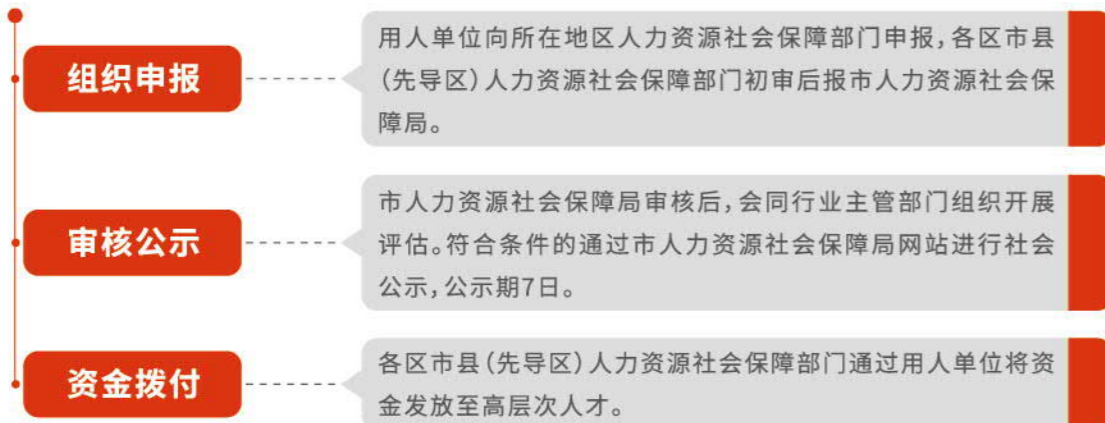 组织申报
用人单位向所在地区人力资源社会保障部门申报,各区市县
(先导区)人力资源社会保障部门初审后报市人力资源社会保
障局。
审核公示
市人力资源社会保障局审核后,会同行业主管部门组织开展
评估。符合条件的通过市人力资源社会保障局网站进行社会
公示,公示期7日。
资金拨付
各区市县(先导区)人力资源社会保障部门通过用人单位将资
金发放至高层次人才。